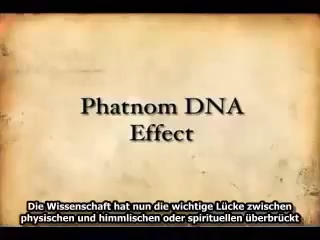 Phatnom DNA
Effect
Die Wissenschaft hat nun die wichtige Lücke zwischen
physischen und himmlischen oder spirituellen überbrückt